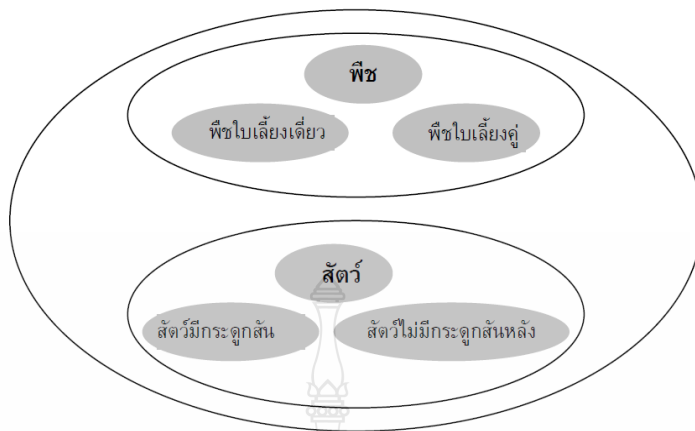 พืช
พืชใบเลี้ยงเดี่ยว พืชใบเลี้ยงคู่
สัตว์
สัตว์มีกระดูกสัน สัตว์ไม่มีกระดูกสันหลัง